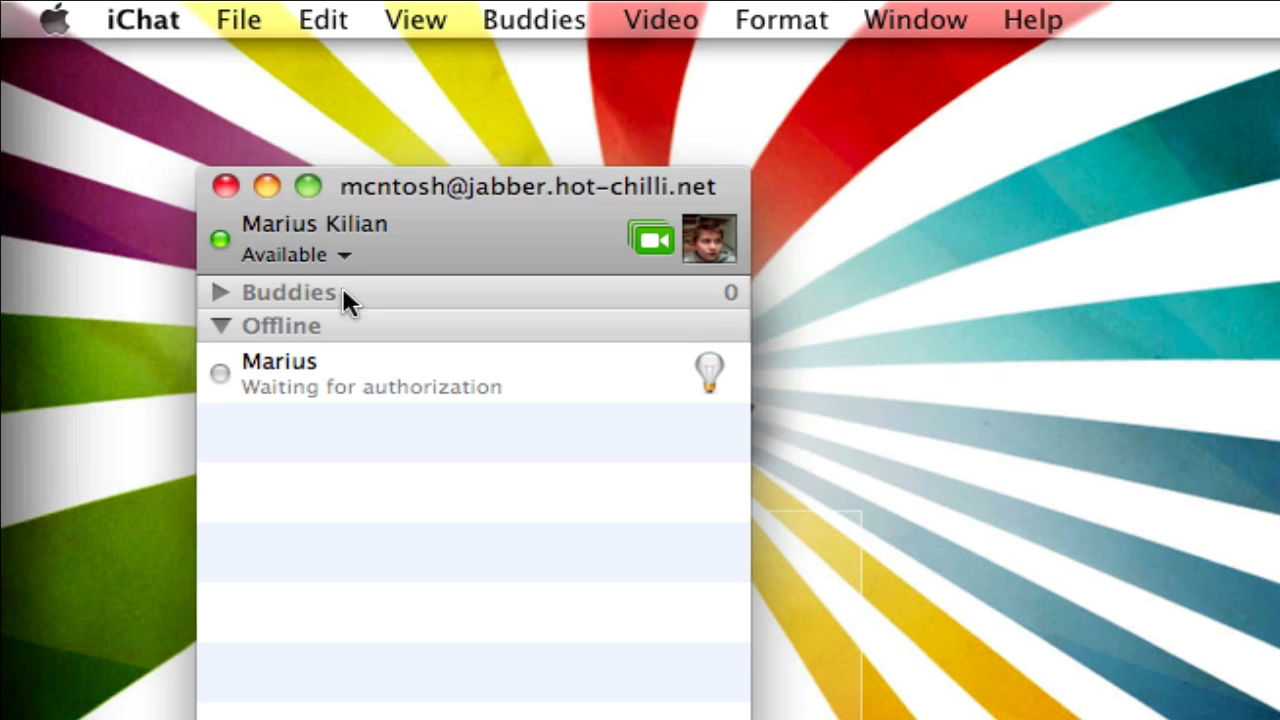 iChat File Edit View Buddies Video Format Window Help
mcntosh@jabber.hot-chilli.net
Marius Kilian
Available
Buddies 0
Offline
Marius
Waiting for authorization